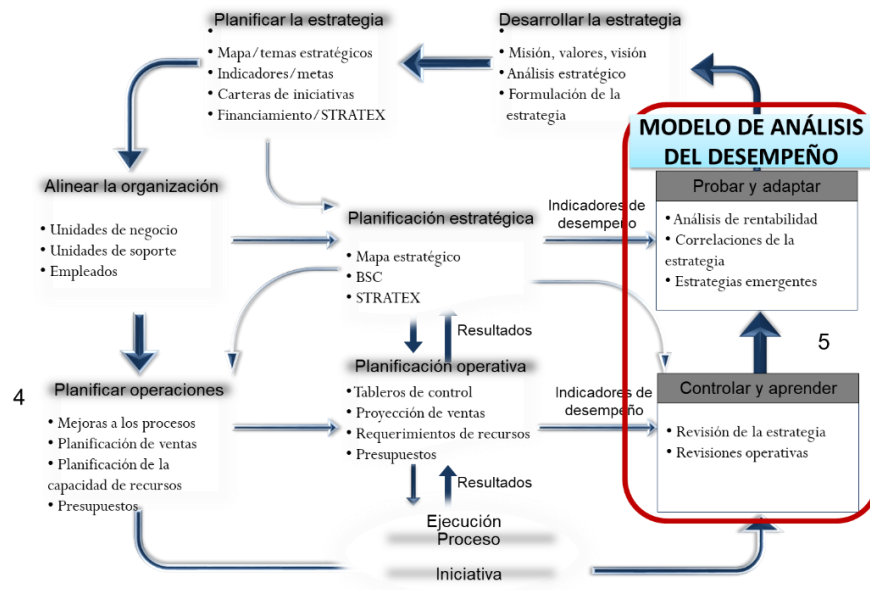 Planificar la estrategia
•
• Mapa/temas estratégicos
• Indicadores/metas
• Carteras de iniciativas
• Financiamiento/STRATEX
Desarrollar la estrategia
•
• Misión, valores, visión
• Análisis estratégico
• Formulación de la
estrategia
MODELO DE ANÁLISIS
DEL DESEMPEÑO
Alinear la organización
• Unidades de negocio
• Unidades de soporte
• Empleados
Planificación estratégica
• Mapa estratégico
• BSC
• STRATEX
Indicadores de
desempeño
Probar y adaptar
• Análisis de rentabilidad
• Correlaciones de la
estrategia
• Estrategias emergentes
Resultados
5
4
Planificar operaciones
• Mejoras a los procesos
• Planificación de ventas
• Planificación de la
capacidad de recursos
• Presupuestos
Planificación operativa
• Tableros de control
• Proyección de ventas
• Requerimientos de recursos
• Presupuestos
Indicadores de
desempeño
Controlar y aprender
• Revisión de la estrategia
• Revisiones operativas
Resultados
Ejecución
Proceso
Iniciativa